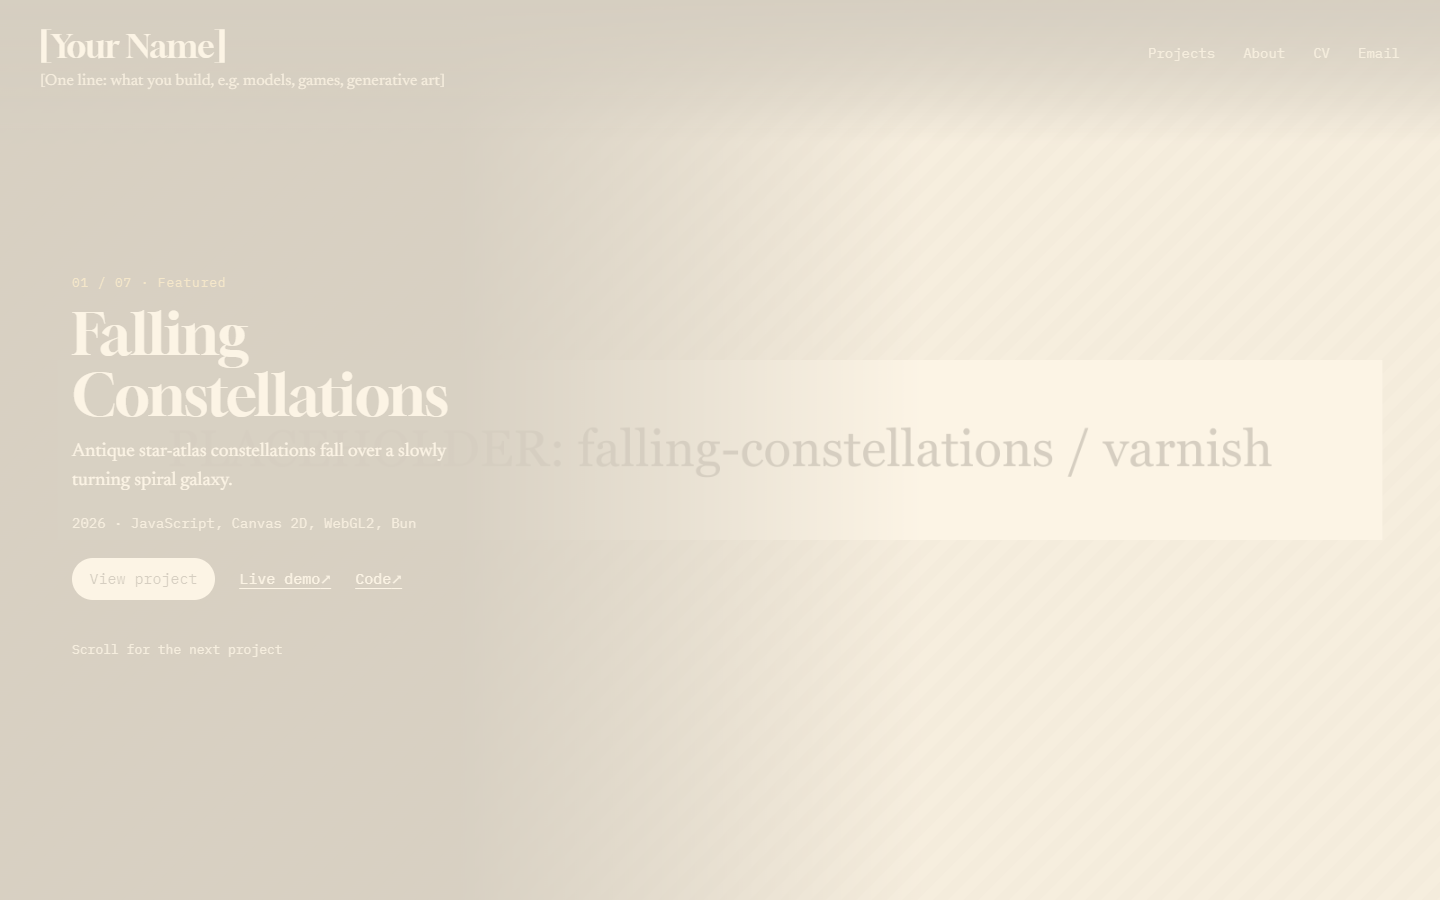 [Your Name]
[One line: what you build, e.g. models, games, generative art]
Projects About CV Email
01 / 07 · Featured
Falling
Constellations
PLACEHOLDER: falling-constellations / varnish
Antique star-atlas constellations fall over a slowly
turning spiral galaxy.
2026 · JavaScript, Canvas 2D, WebGL2, Bun
View project Live demo↗ Code↗
Scroll for the next project